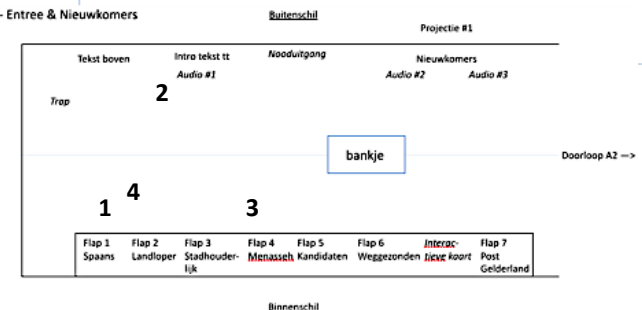 - Entree & Nieuwkomers
Buitenschil
Projectie #1
Tekst boven
Intro tekst tt
Nooduitgang
Nieuwkomers
Audio #1
Audio #2
Audio #3
Trap
2
bankje
Doorloop A2 —>
4
1
3
Flap 1 Flap 2 Flap 3 Flap 4 Flap 5 Flap 6 Interac- Flap 7
Spaans Landloper Stadhouder- Menasseh Kandidaten Weggezonden tieve kaart Post
lijk Gelderland
Binnenschil